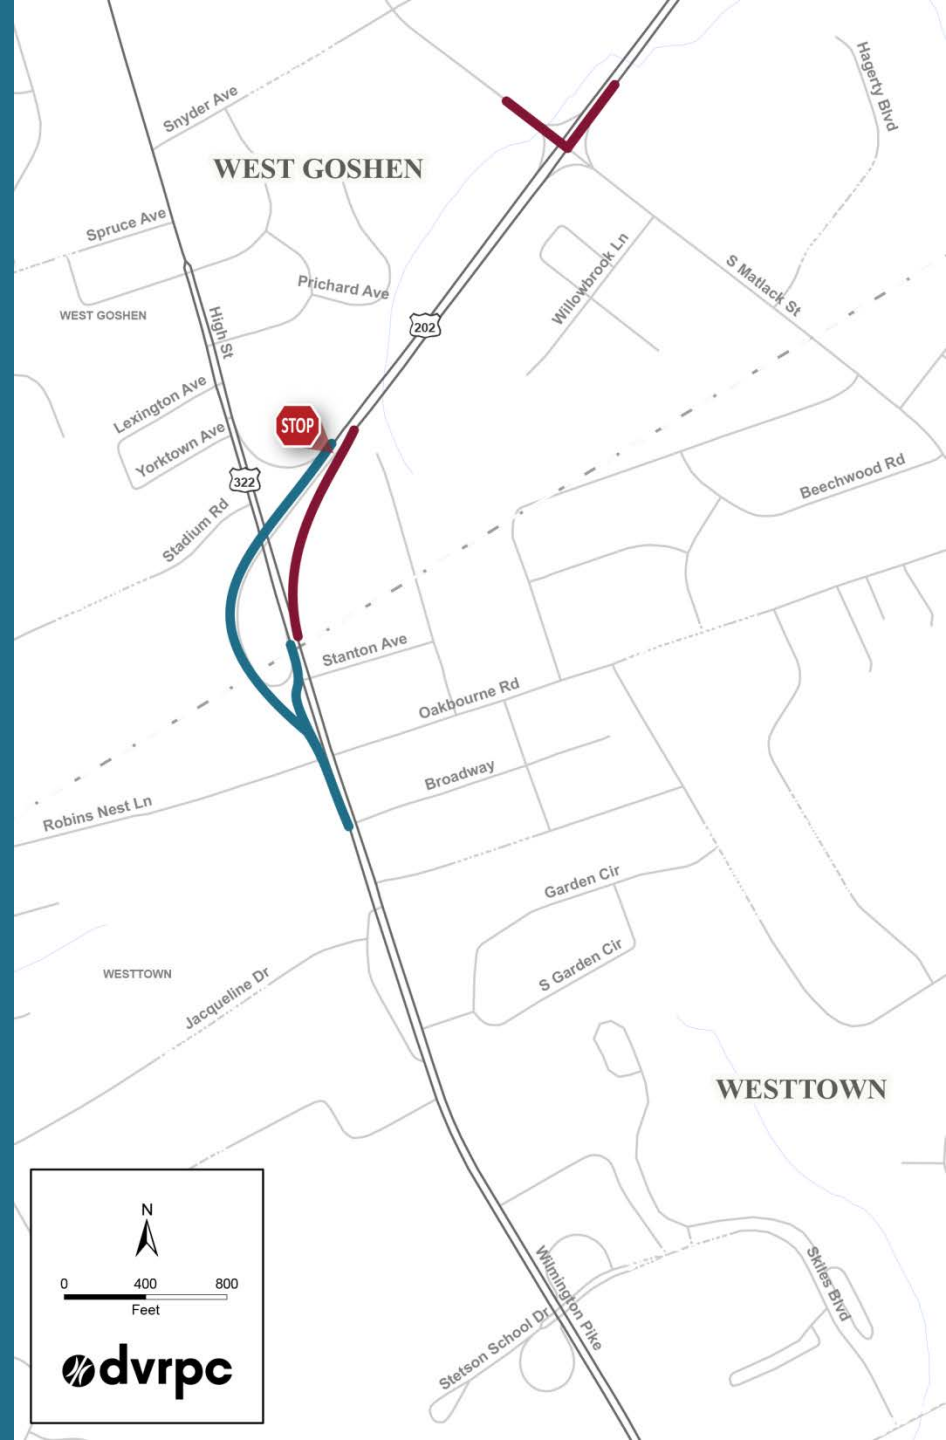 Hagerty Blvd
Snyder Ave
WEST GOSHEN
Spruce Ave
Willowbrook Ln
S Matlack St
Prichard Ave
WEST GOSHEN
High St
202
Lexington Ave
STOP
Yorktown Ave
322
Beechwood Rd
Stadium Rd
Stanton Ave
Oakbourne Rd
Broadway
Robins Nest Ln
Garden Cir
S Garden Cir
WESTTOWN
Jacqueline Dr
WESTTOWN
Wilmington Pike
Skiles Blvd
Stetson School Dr
N
0 400 800
Feet
dvrpc